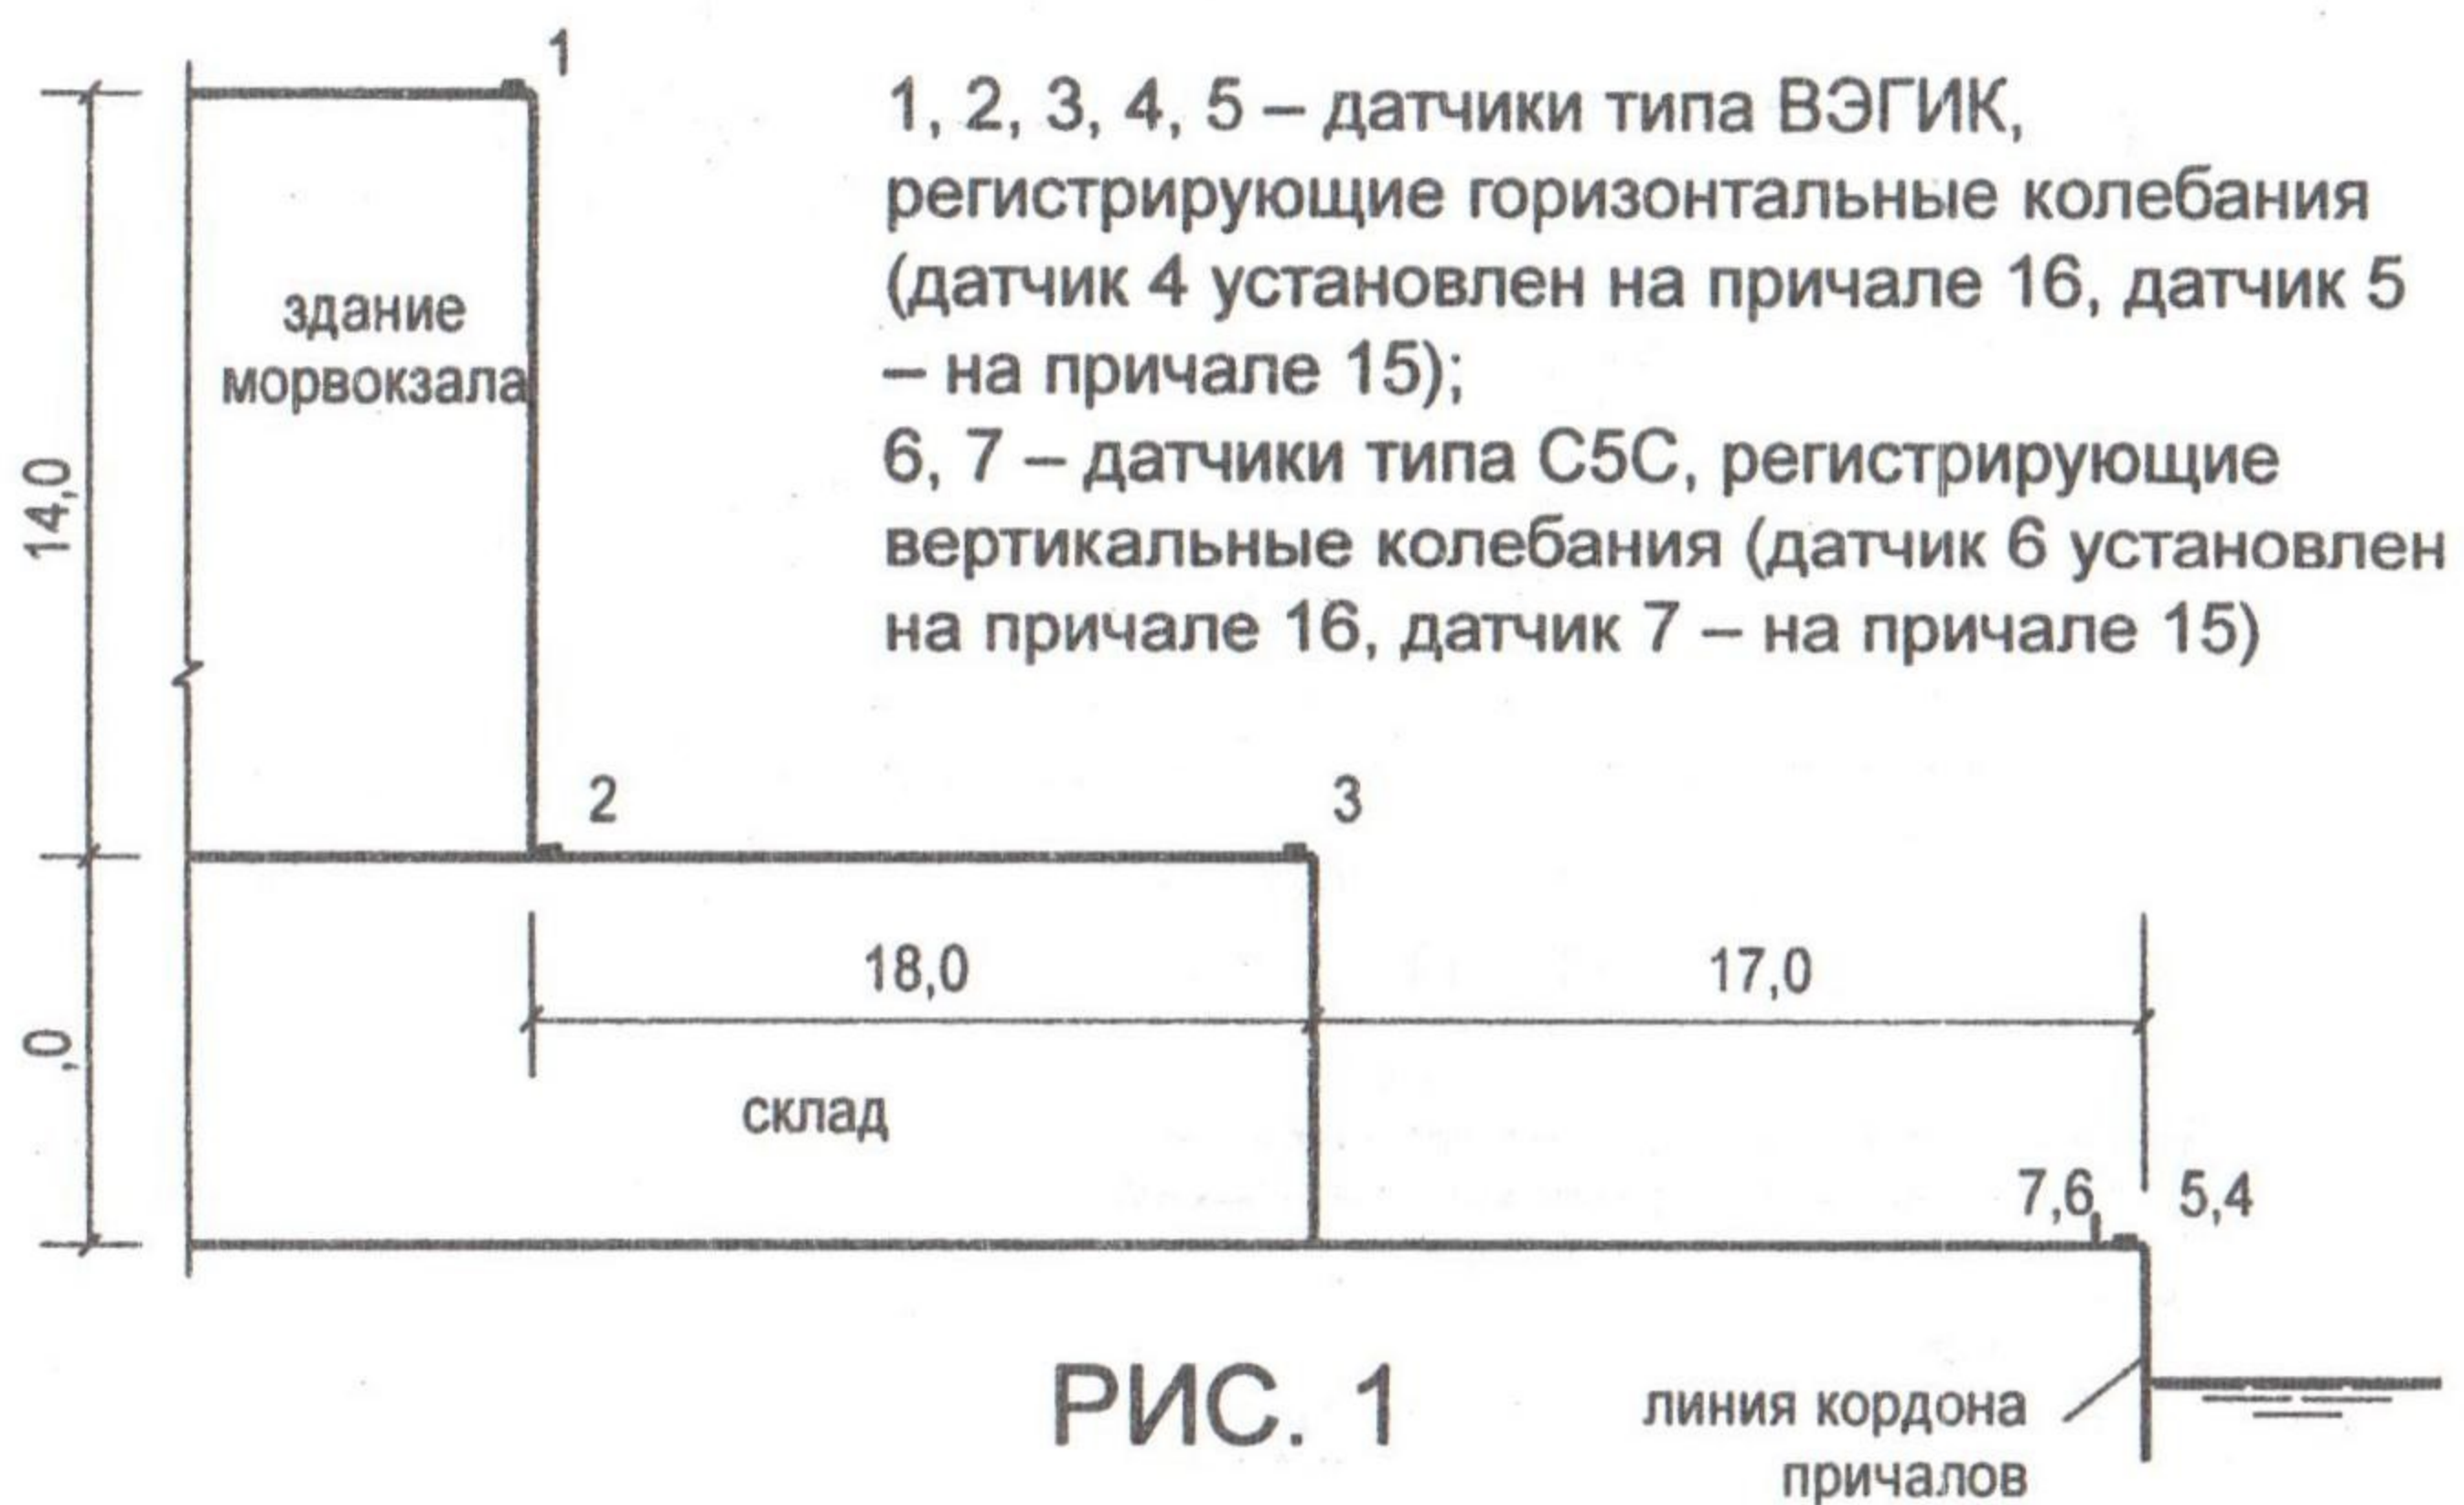 1
1, 2, 3, 4, 5 – датчики типа ВЭГИК,
регистрирующие горизонтальные колебания
(датчик 4 установлен на причале 16, датчик 5
– на причале 15);
6, 7 – датчики типа С5С, регистрирующие
вертикальные колебания (датчик 6 установлен
на причале 16, датчик 7 – на причале 15)
здание
морвокзала
14,0
2
3
18,0
17,0
,0
склад
7,6
5,4
РИС. 1
линия кордона
причалов